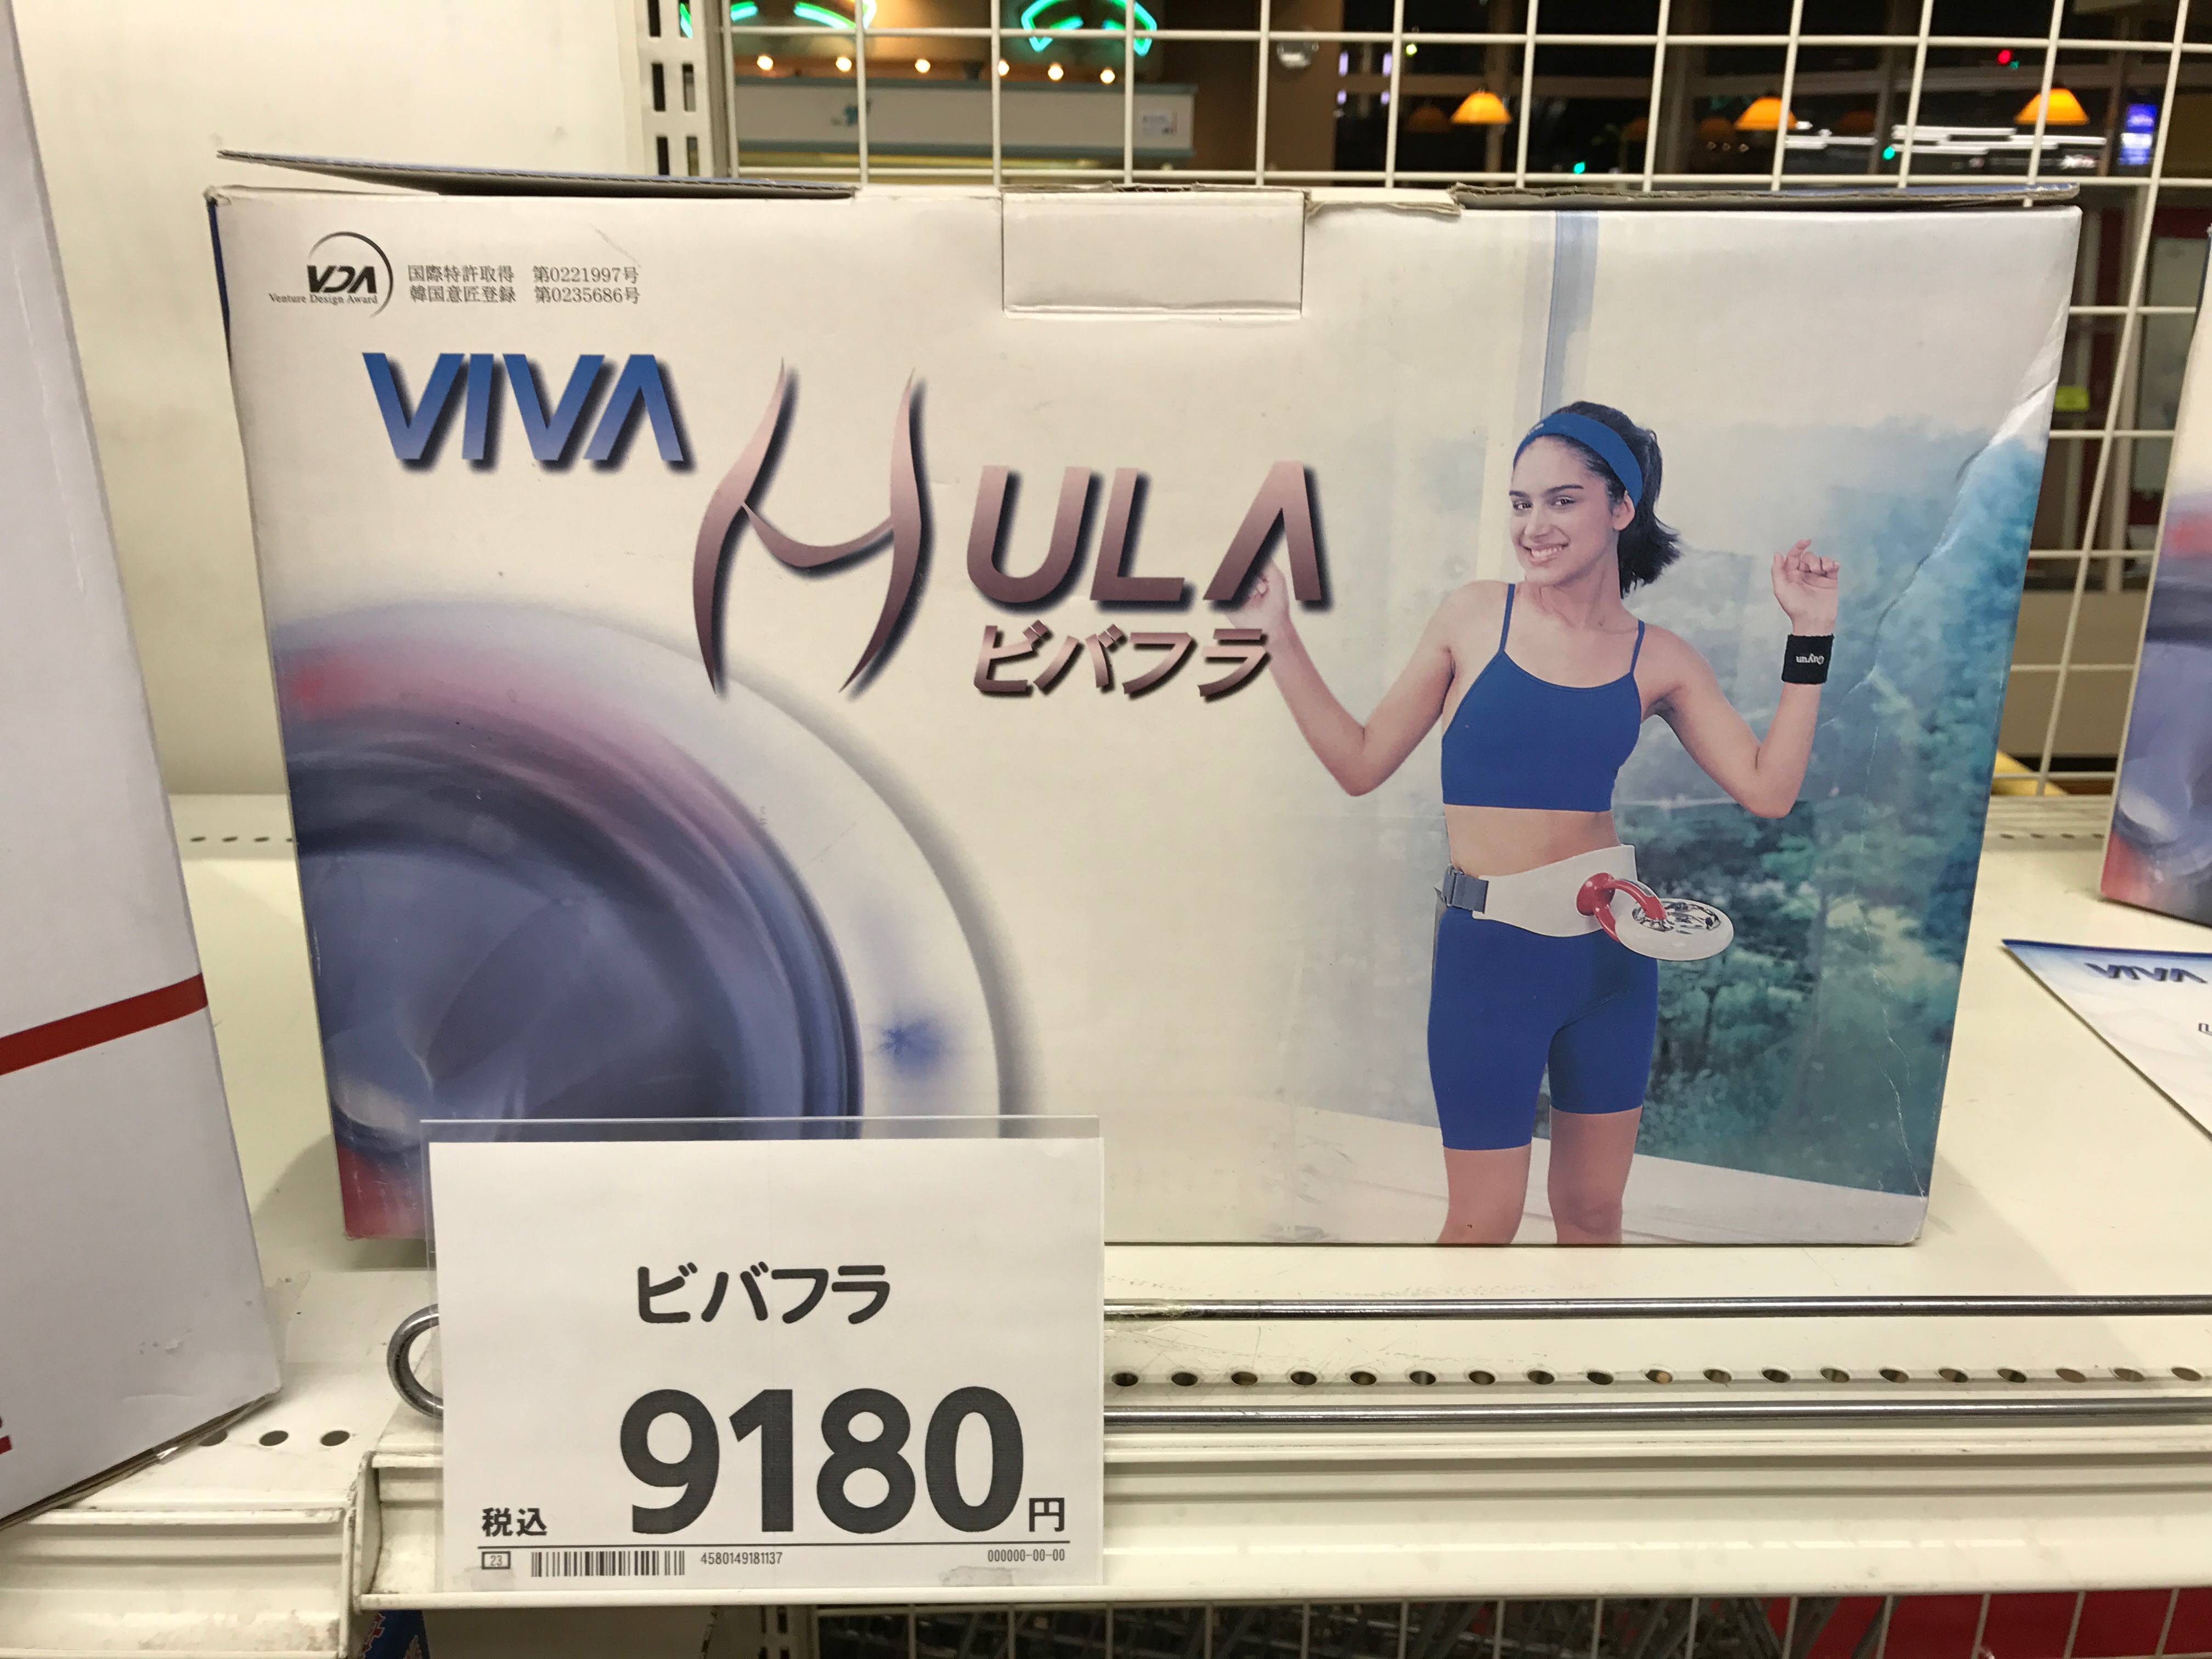 VDA
Venture Design Award
国際特許取得 第0221997号
韓国意匠登録 第0235686号
VIVA
HULA
ビバフラ
VIVA
ビバフラ
税込 9180円
23 4580149181137 000000-00-00